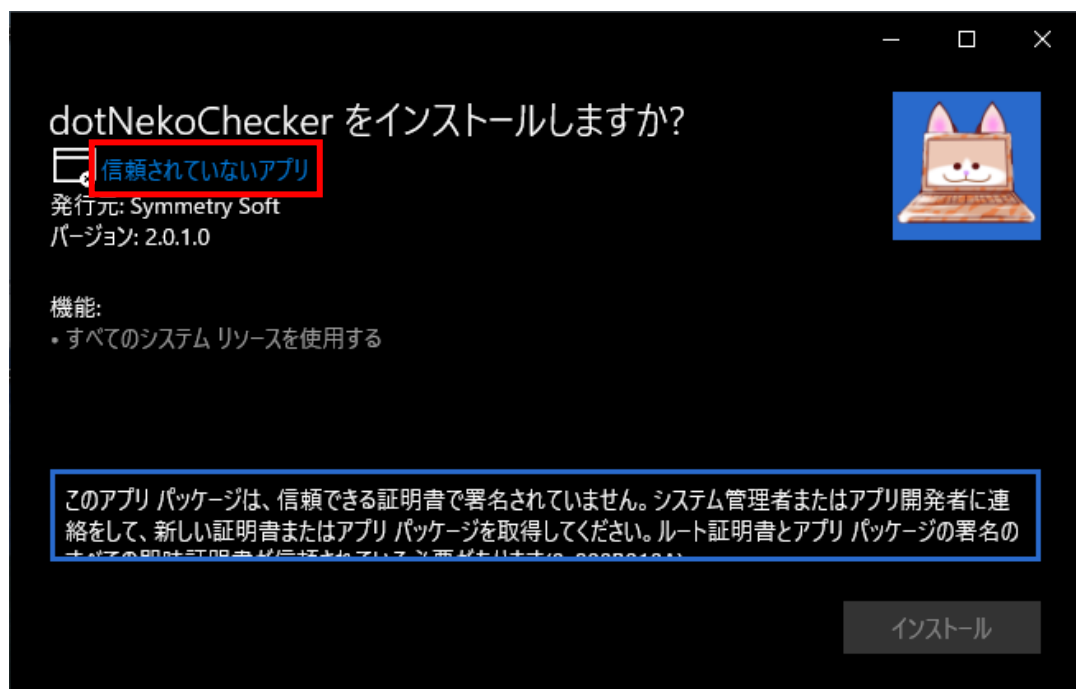 dotNekoChecker をインストールしますか?
信頼されていないアプリ
発行元: Symmetry Soft
バージョン: 2.0.1.0
機能:
• すべてのシステム リソースを使用する
このアプリ パッケージは、信頼できる証明書で署名されていません。システム管理者またはアプリ開発者に連
絡をして、新しい証明書またはアプリ パッケージを取得してください。ルート証明書とアプリ パッケージの署名の
インストール